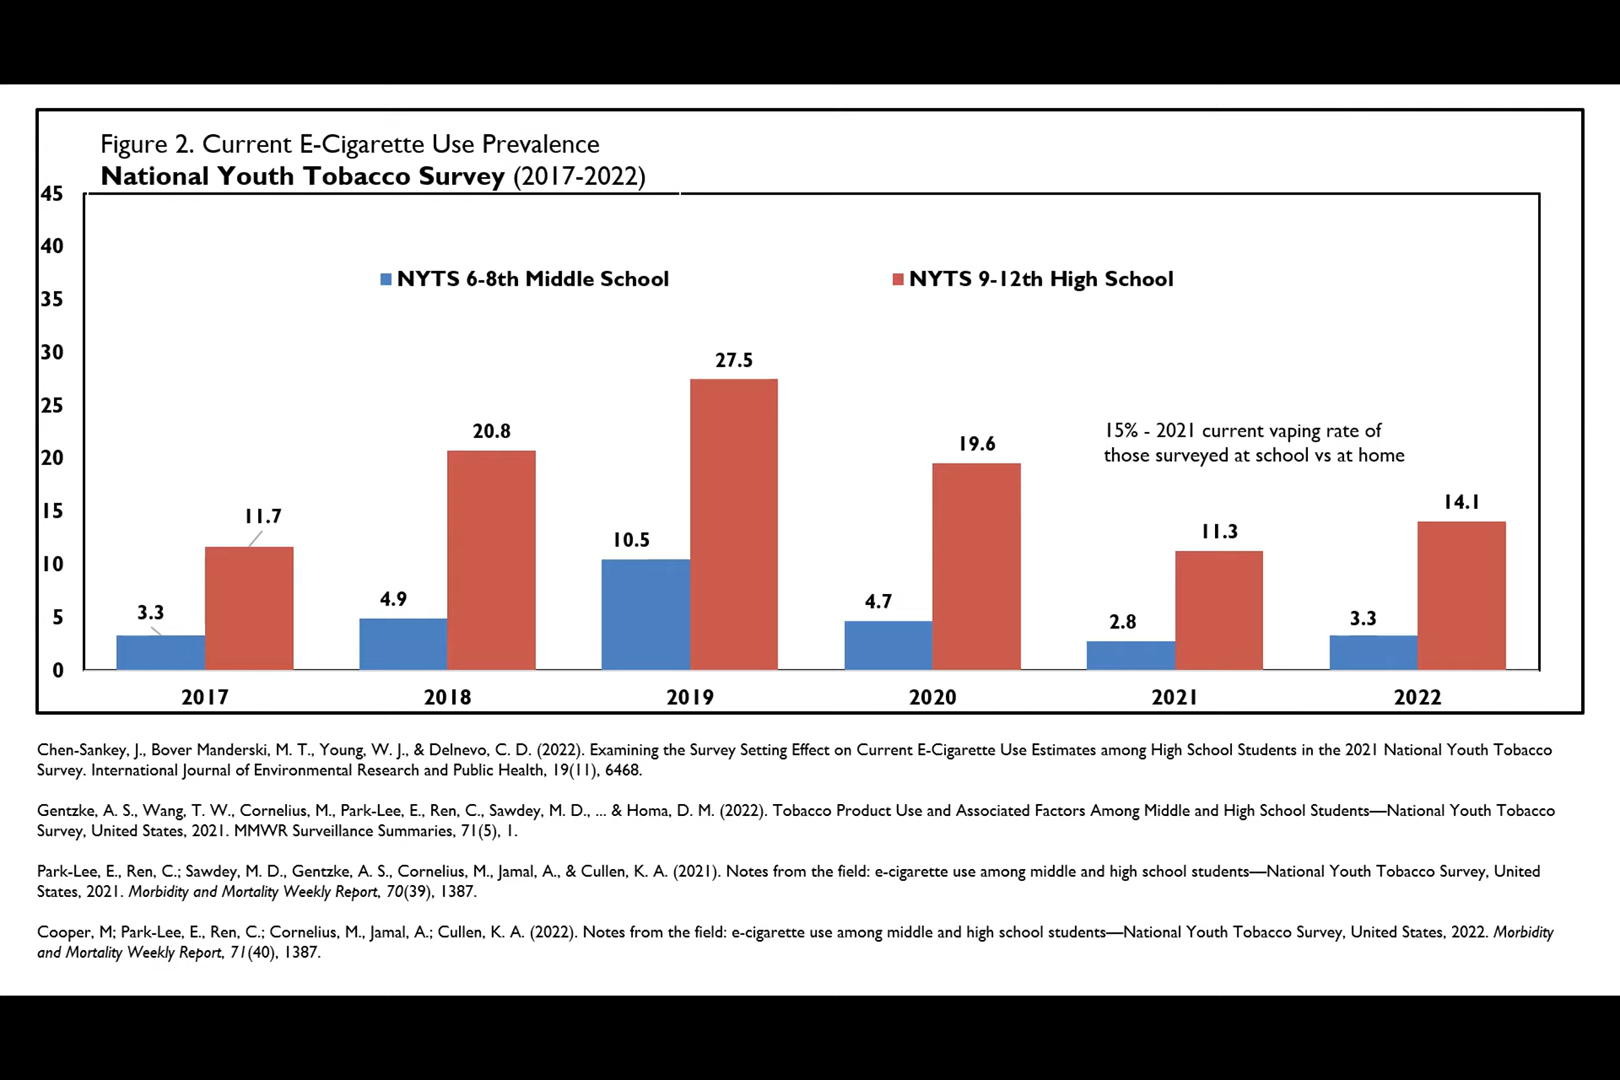 Figure 2. Current E-Cigarette Use Prevalence
National Youth Tobacco Survey (2017-2022)
45
40
NYTS 6-8th Middle School
NYTS 9-12th High School
35
30
27.5
25
20.8
19.6
15% - 2021 current vaping rate of
those surveyed at school vs at home
20
14.1
15
11.7
11.3
10.5
10
4.9
4.7
3.3
2.8
3.3
5
0
2017 2018 2019 2020 2021 2022
Chen-Sankey, J., Bover Manderski, M. T., Young, W. J., & Delnevo, C. D. (2022). Examining the Survey Setting Effect on Current E-Cigarette Use Estimates among High School Students in the 2021 National Youth Tobacco
Survey. International Journal of Environmental Research and Public Health, 19(11), 6468.
Gentzke, A. S., Wang, T. W., Cornelius, M., Park-Lee, E., Ren, C., Sawdey, M. D., ... & Homa, D. M. (2022). Tobacco Product Use and Associated Factors Among Middle and High School Students—National Youth Tobacco
Survey, United States, 2021. MMWR Surveillance Summaries, 71(5), 1.
Park-Lee, E., Ren, C.; Sawdey, M. D., Gentzke, A. S., Cornelius, M., Jamal, A., & Cullen, K. A. (2021). Notes from the field: e-cigarette use among middle and high school students—National Youth Tobacco Survey, United
States, 2021. Morbidity and Mortality Weekly Report, 70(39), 1387.
Cooper, M; Park-Lee, E., Ren, C.; Cornelius, M., Jamal, A.; Cullen, K. A. (2022). Notes from the field: e-cigarette use among middle and high school students—National Youth Tobacco Survey, United States, 2022. Morbidity
and Mortality Weekly Report, 71(40), 1387.